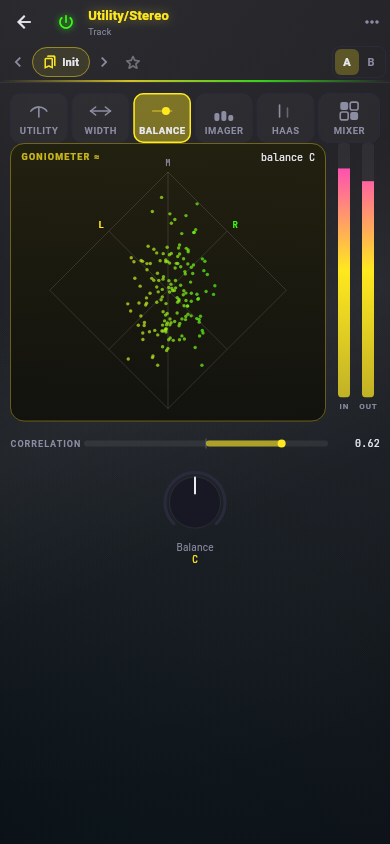 Utility/Stereo
Track
Init
A B
UTILITY WIDTH BALANCE IMAGER HAAS MIXER
GONIOMETER ≋ M balance C
L R
IN OUT
CORRELATION 0.62
Balance
C